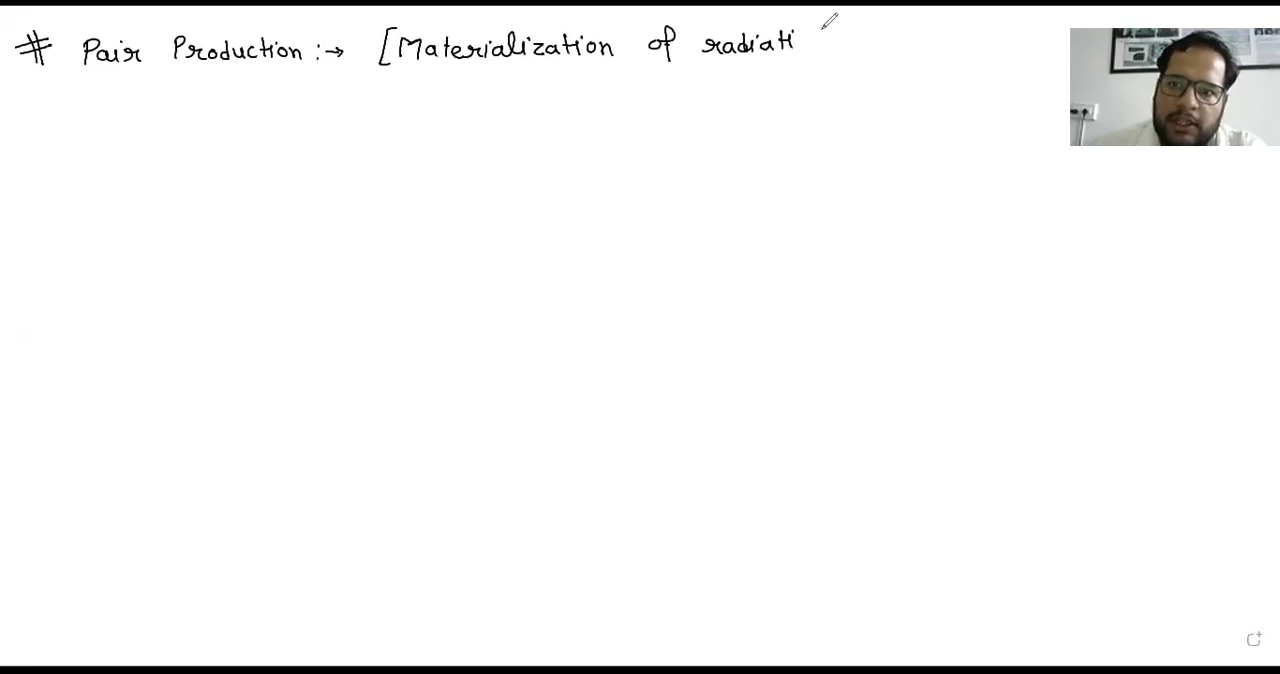 # Pair Production :→ [Materialization of radiati